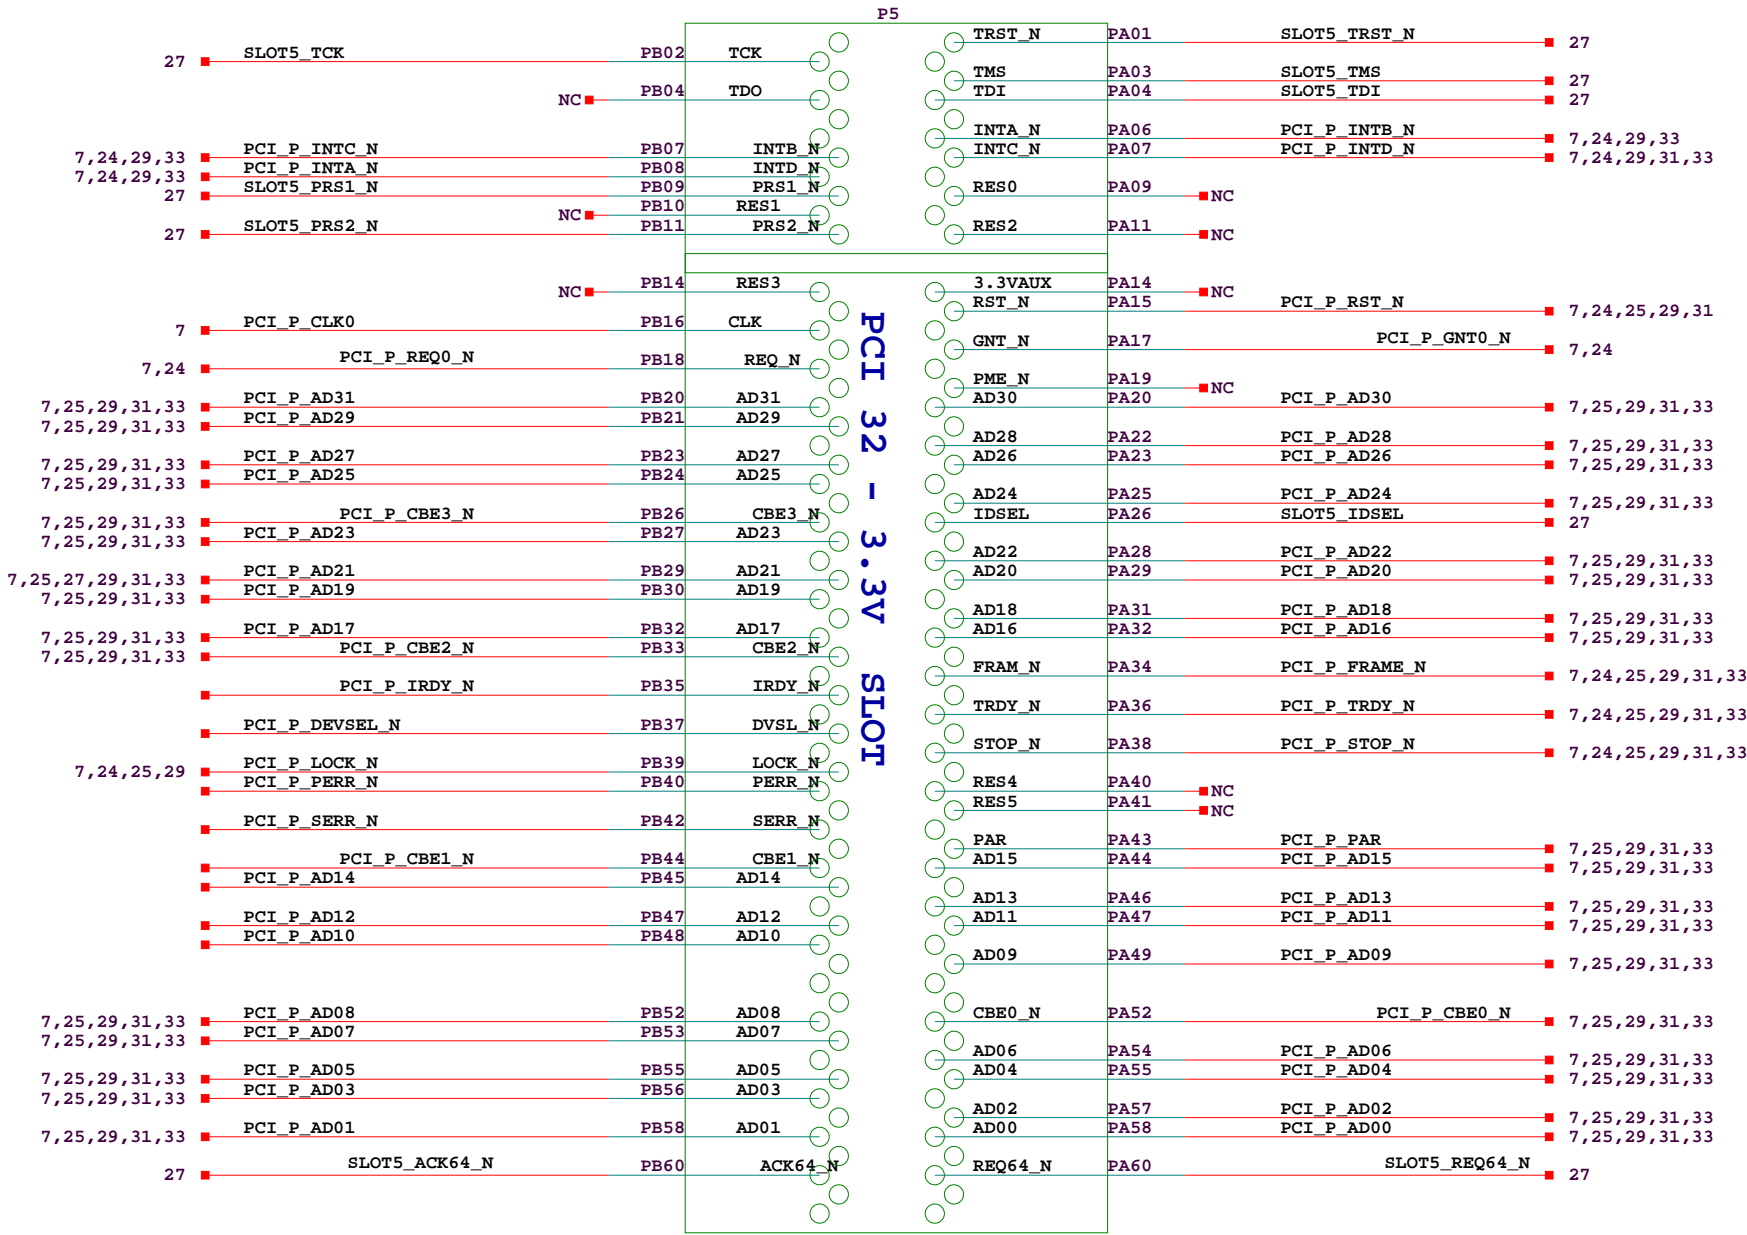 P5
27 SLOT5_TCK PB02 TCK
NC PB04 TDO
7,24,29,33 PCI_P_INTC_N PB07 INTB_N
7,24,29,33 PCI_P_INTA_N PB08 INTD_N
27 SLOT5_PRS1_N PB09 PRS1_N
NC PB10 RES1
27 SLOT5_PRS2_N PB11 PRS2_N
NC PB14 RES3
7 PCI_P_CLK0 PB16 CLK
7,24 PCI_P_REQ0_N PB18 REQ_N
7,25,29,31,33 PCI_P_AD31 PB20 AD31
7,25,29,31,33 PCI_P_AD29 PB21 AD29
7,25,29,31,33 PCI_P_AD27 PB23 AD27
7,25,29,31,33 PCI_P_AD25 PB24 AD25
7,25,29,31,33 PCI_P_CBE3_N PB26 CBE3_N
7,25,29,31,33 PCI_P_AD23 PB27 AD23
7,25,27,29,31,33 PCI_P_AD21 PB29 AD21
7,25,29,31,33 PCI_P_AD19 PB30 AD19
7,25,29,31,33 PCI_P_AD17 PB32 AD17
7,25,29,31,33 PCI_P_CBE2_N PB33 CBE2_N
PCI_P_IRDY_N PB35 IRDY_N
PCI_P_DEVSEL_N PB37 DVSL_N
7,24,25,29 PCI_P_LOCK_N PB39 LOCK_N
PCI_P_PERR_N PB40 PERR_N
PCI_P_SERR_N PB42 SERR_N
PCI_P_CBE1_N PB44 CBE1_N
PCI_P_AD14 PB45 AD14
PCI_P_AD12 PB47 AD12
PCI_P_AD10 PB48 AD10
7,25,29,31,33 PCI_P_AD08 PB52 AD08
7,25,29,31,33 PCI_P_AD07 PB53 AD07
7,25,29,31,33 PCI_P_AD05 PB55 AD05
7,25,29,31,33 PCI_P_AD03 PB56 AD03
7,25,29,31,33 PCI_P_AD01 PB58 AD01
27 SLOT5_ACK64_N PB60 ACK64_N
PCI 32 - 3.3V SLOT
TRST_N PA01 SLOT5_TRST_N 27
TMS PA03 SLOT5_TMS 27
TDI PA04 SLOT5_TDI 27
INTA_N PA06 PCI_P_INTB_N 7,24,29,33
INTC_N PA07 PCI_P_INTD_N 7,24,29,31,33
RES0 PA09 NC
RES2 PA11 NC
3.3VAUX PA14 NC
RST_N PA15 PCI_P_RST_N 7,24,25,29,31
GNT_N PA17 PCI_P_GNT0_N 7,24
PME_N PA19 NC
AD30 PA20 PCI_P_AD30 7,25,29,31,33
AD28 PA22 PCI_P_AD28 7,25,29,31,33
AD26 PA23 PCI_P_AD26 7,25,29,31,33
AD24 PA25 PCI_P_AD24 7,25,29,31,33
IDSEL PA26 SLOT5_IDSEL 27
AD22 PA28 PCI_P_AD22 7,25,29,31,33
AD20 PA29 PCI_P_AD20 7,25,29,31,33
AD18 PA31 PCI_P_AD18 7,25,29,31,33
AD16 PA32 PCI_P_AD16 7,25,29,31,33
FRAM_N PA34 PCI_P_FRAME_N 7,24,25,29,31,33
TRDY_N PA36 PCI_P_TRDY_N 7,24,25,29,31,33
STOP_N PA38 PCI_P_STOP_N 7,24,25,29,31,33
RES4 PA40 NC
RES5 PA41 NC
PAR PA43 PCI_P_PAR 7,25,29,31,33
AD15 PA44 PCI_P_AD15 7,25,29,31,33
AD13 PA46 PCI_P_AD13 7,25,29,31,33
AD11 PA47 PCI_P_AD11 7,25,29,31,33
AD09 PA49 PCI_P_AD09 7,25,29,31,33
CBE0_N PA52 PCI_P_CBE0_N 7,25,29,31,33
AD06 PA54 PCI_P_AD06 7,25,29,31,33
AD04 PA55 PCI_P_AD04 7,25,29,31,33
AD02 PA57 PCI_P_AD02 7,25,29,31,33
AD00 PA58 PCI_P_AD00 7,25,29,31,33
REQ64_N PA60 SLOT5_REQ64_N 27